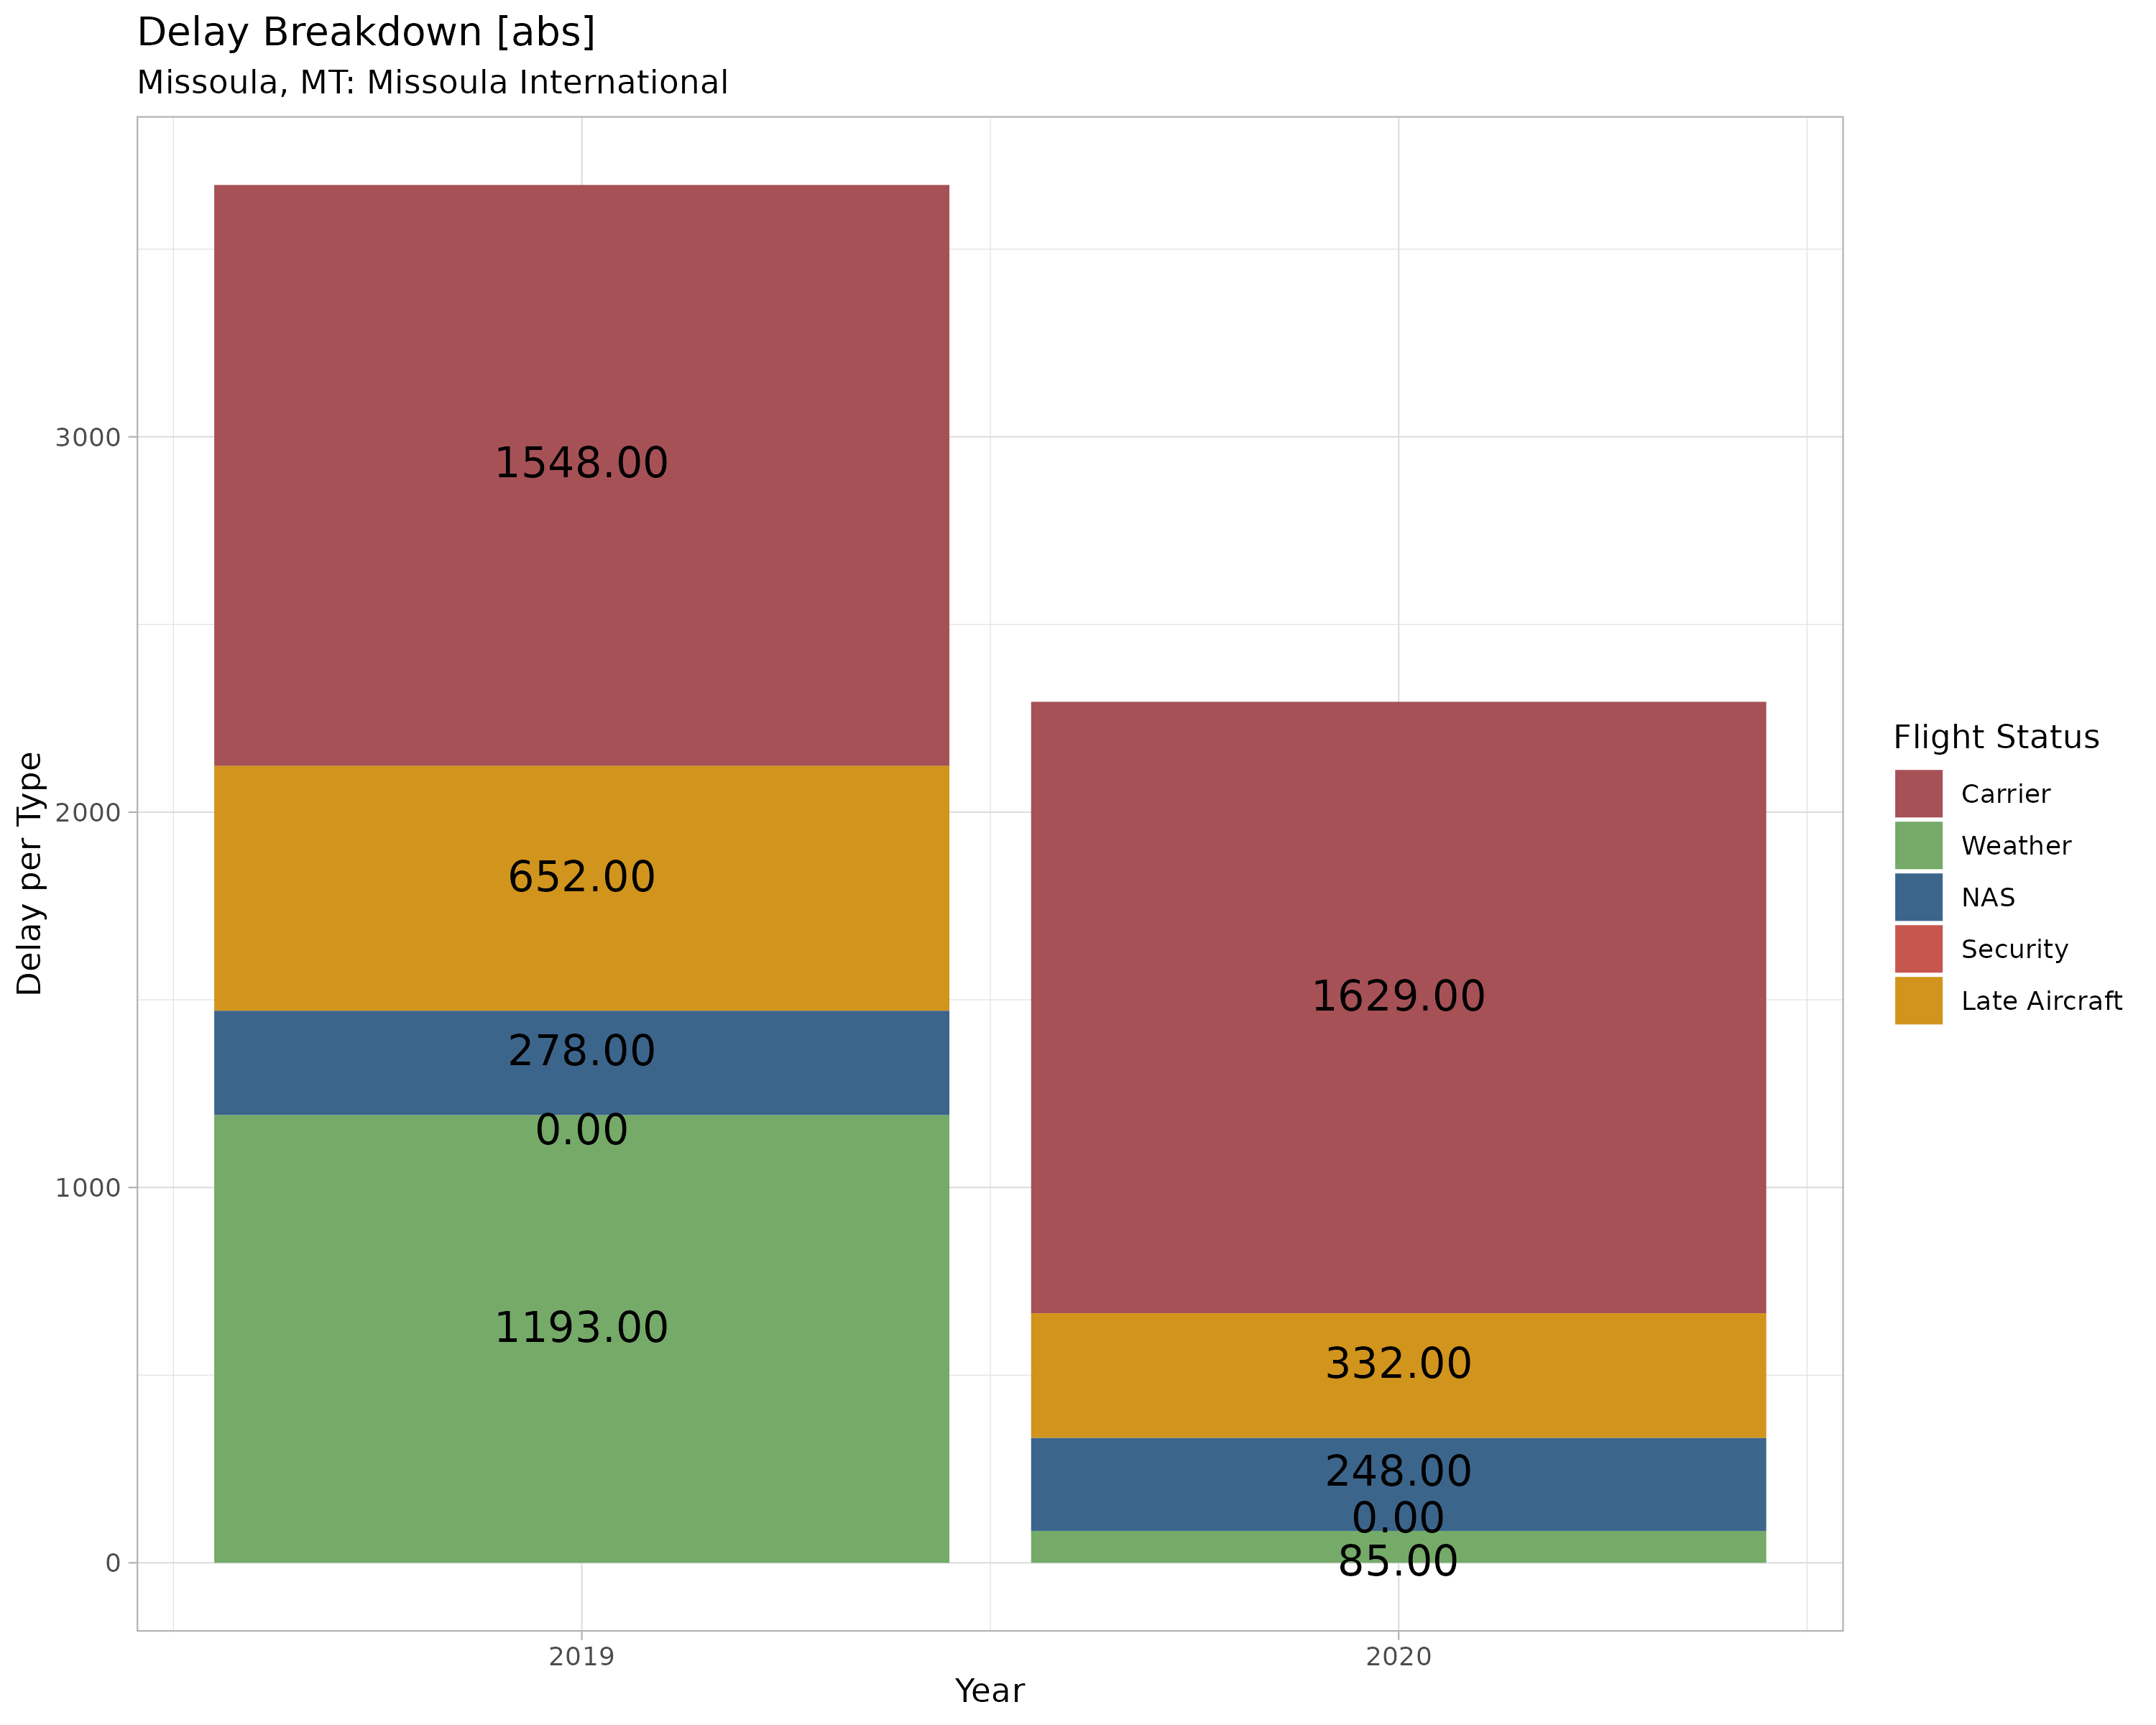 Delay Breakdown [abs]
Missoula, MT: Missoula International
Delay per Type
3000
2000
1000
0
1548.00
652.00
278.00
0.00
1193.00
1629.00
332.00
248.00
0.00
85.00
2019
2020
Year
Flight Status
Carrier
Weather
NAS
Security
Late Aircraft